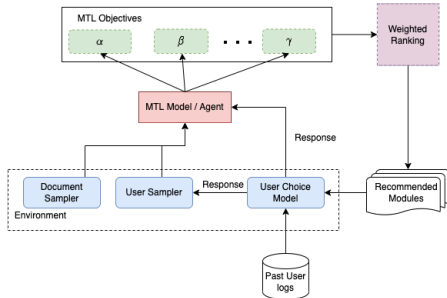 MTL Objectives
α
β
γ
Weighted
Ranking
MTL Model / Agent
Response
Document
Sampler
User Sampler
Response
User Choice
Model
Recommended
Modules
Environment
Past User
logs